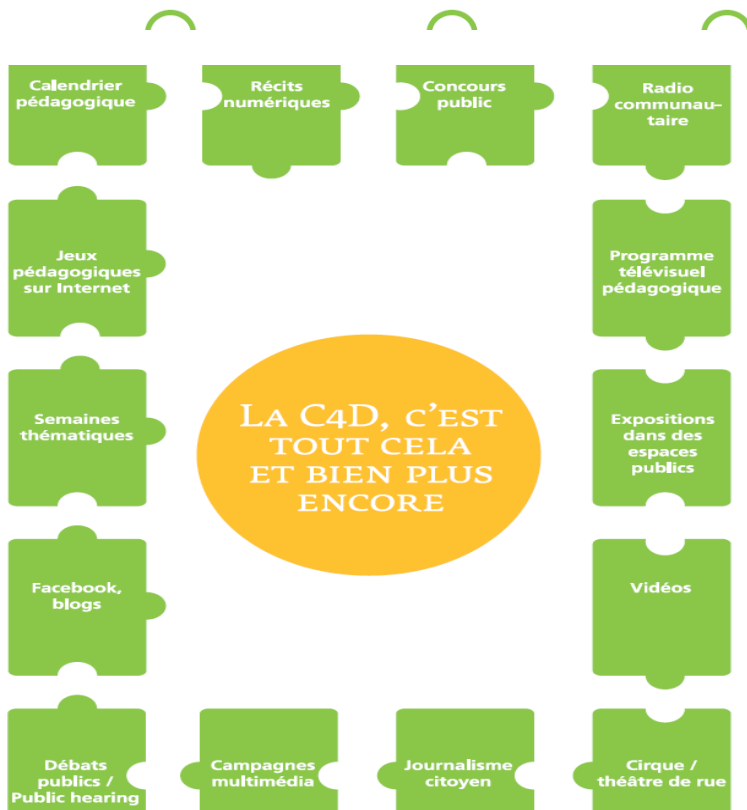 Calendrier
pédagogique
Récits
numériques
Concours
public
Radio
communau-
taire
Jeux
pédagogiques
sur Internet
Programme
télévisuel
pédagogique
LA C4D, C'EST
TOUT CELA
ET BIEN PLUS
ENCORE
Semaines
thématiques
Expositions
dans des
espaces
publics
Facebook,
blogs
Vidéos
Débats
publics /
Public hearing
Campagnes
multimédia
Journalisme
citoyen
Cirque /
théâtre de rue